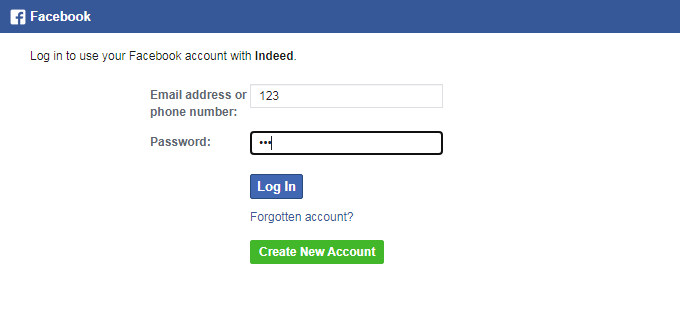 Facebook
Log in to use your Facebook account with Indeed.
Email address or
phone number:
123
Password:
•••
Log In
Forgotten account?
Create New Account